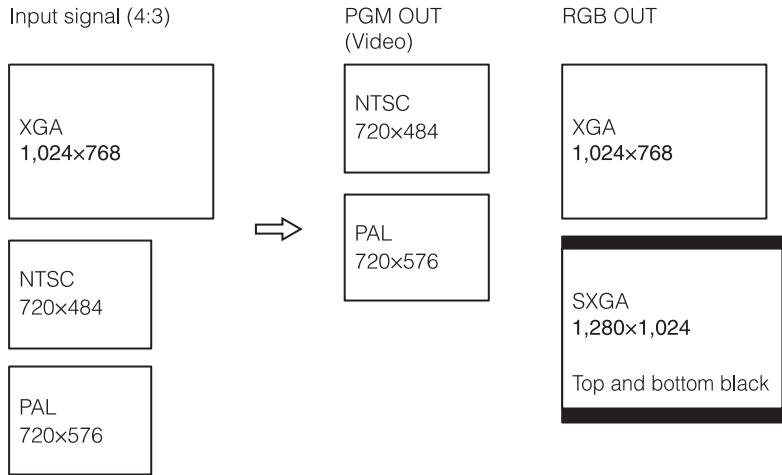 Input signal (4:3)
XGA
1,024×768
NTSC
720×484
PAL
720×576
PGM OUT
(Video)
NTSC
720×484
PAL
720×576
RGB OUT
XGA
1,024×768
SXGA
1,280×1,024
Top and bottom black